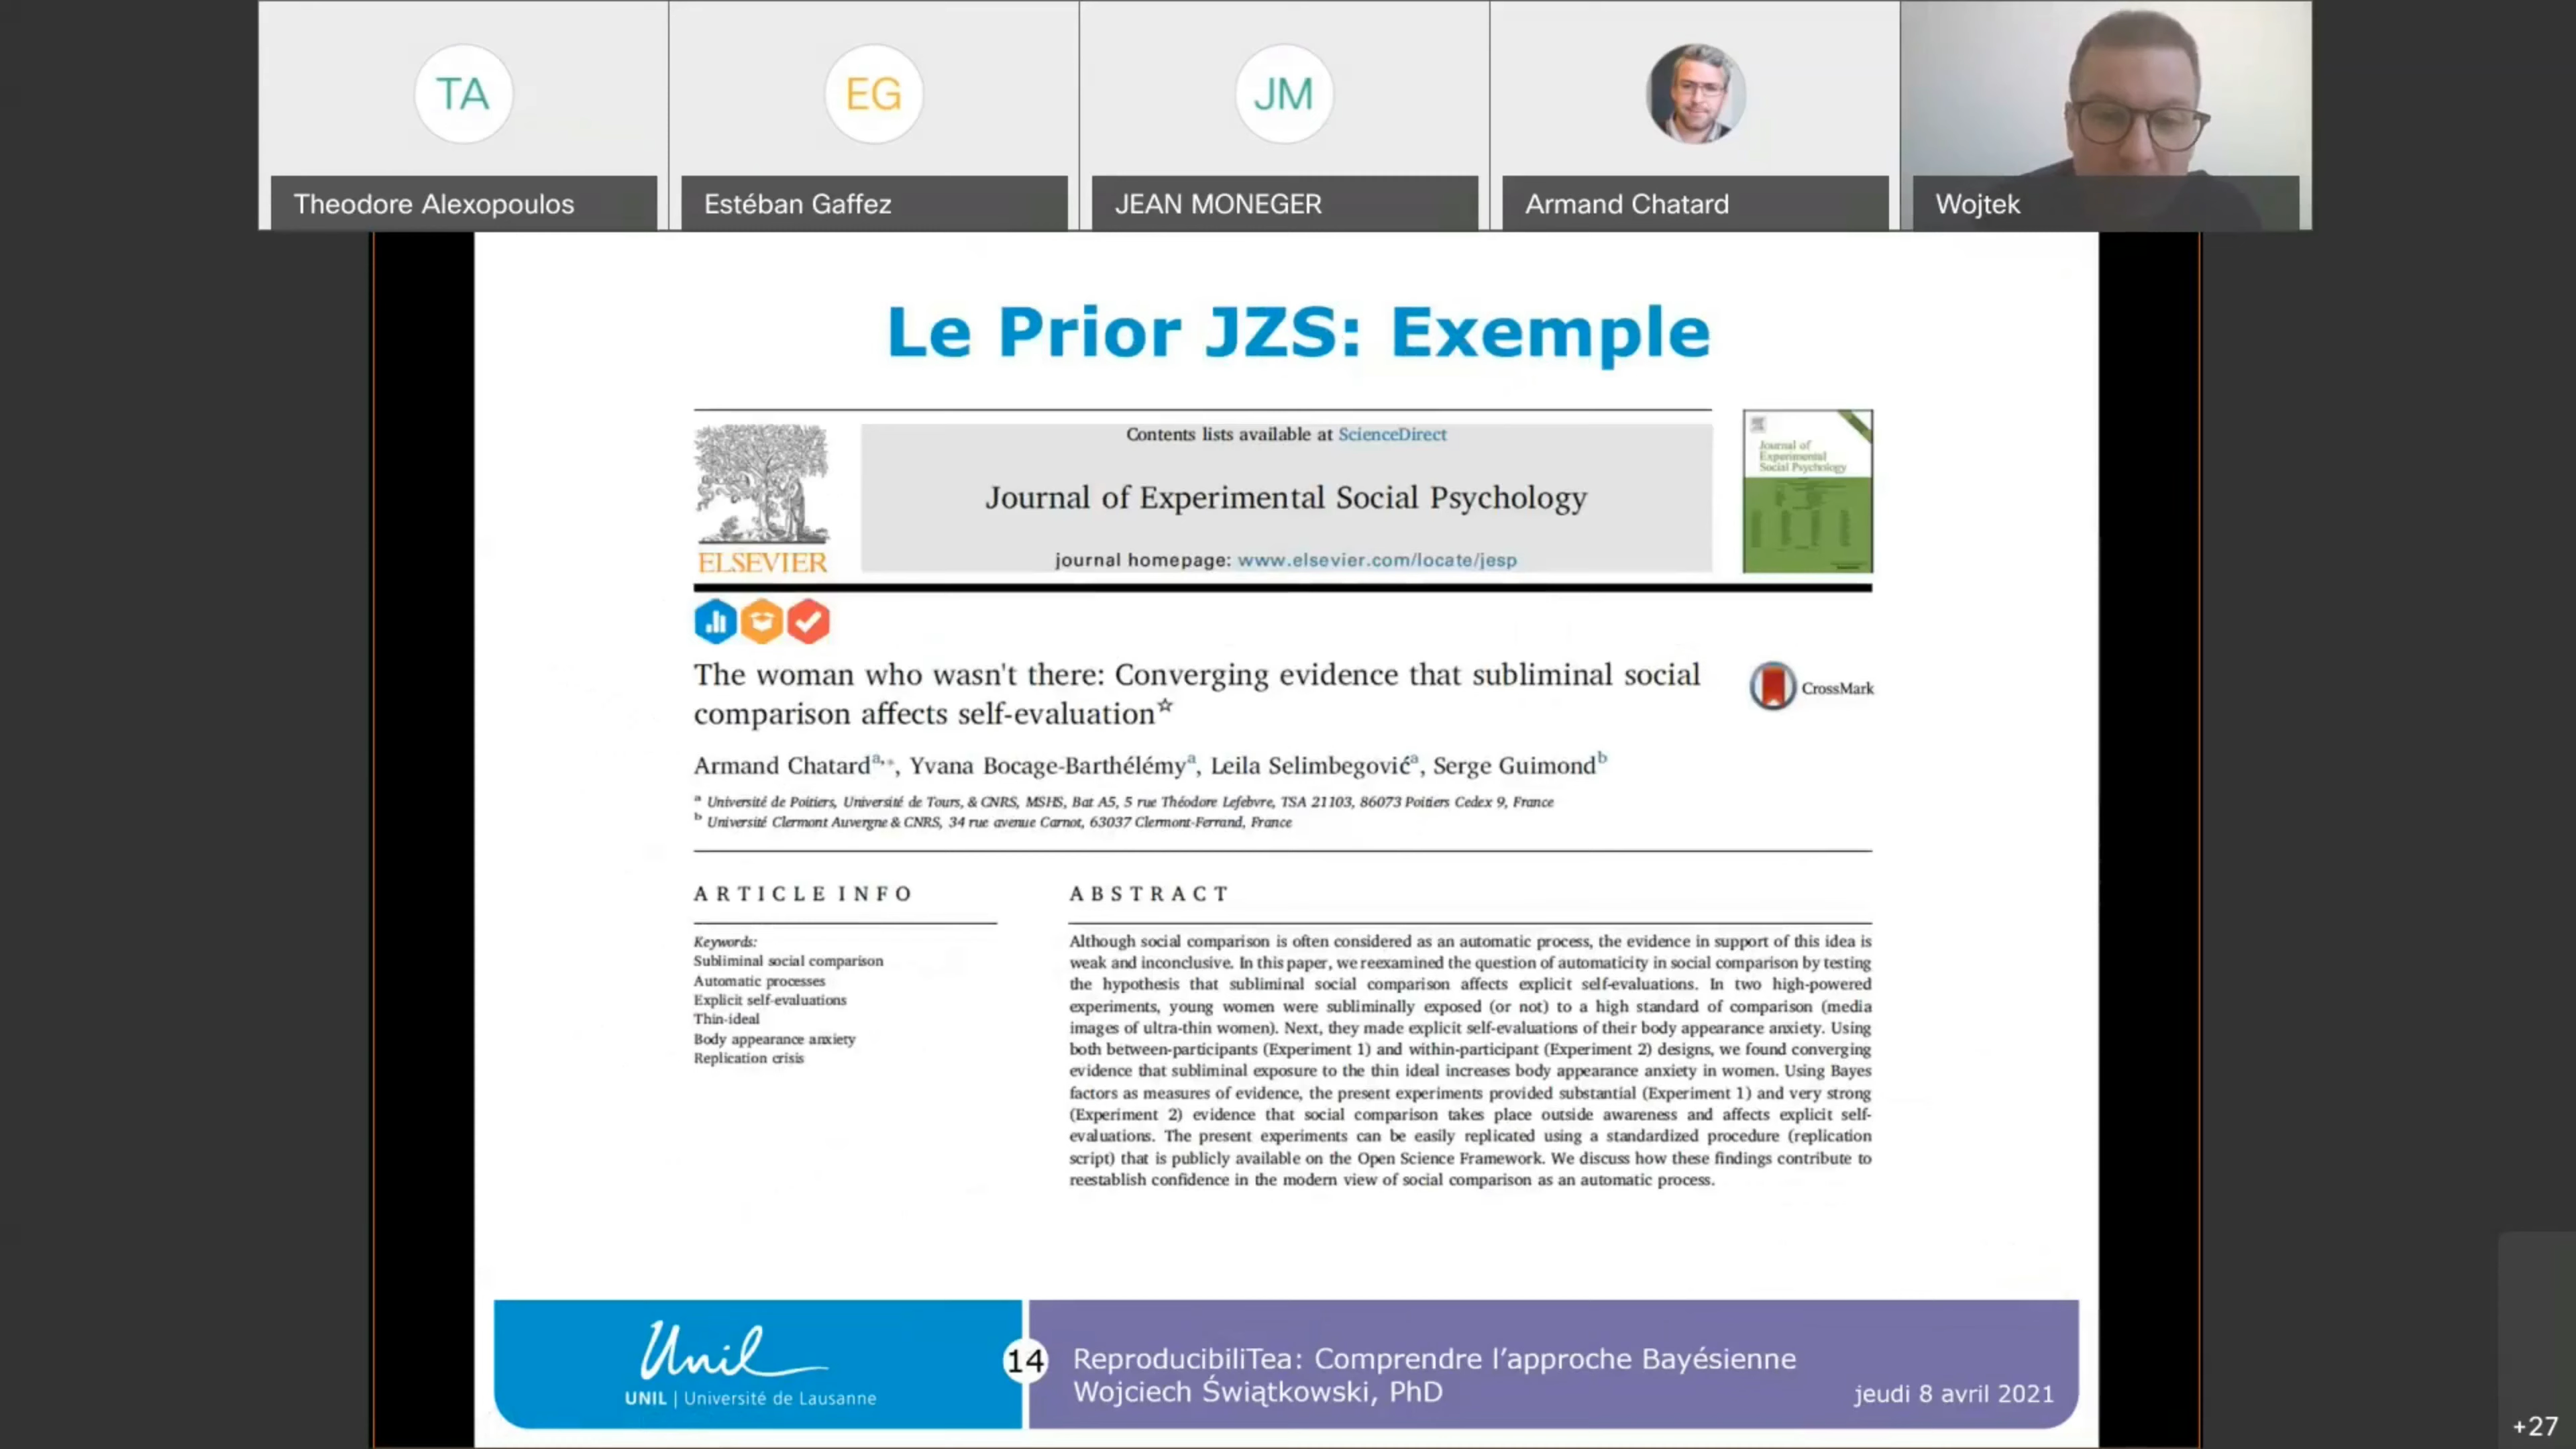 TA
EG
JM
Theodore Alexopoulos
Estéban Gaffez
JEAN MONEGER
Armand Chatard
Wojtek
Le Prior JZS: Exemple
Contents lists available at ScienceDirect
Journal of Experimental Social Psychology
journal homepage: www.elsevier.com/locate/jesp
ELSEVIER
Journal of
Experimental
Social Psychology
The woman who wasn't there: Converging evidence that subliminal social
comparison affects self-evaluation☆
CrossMark
Armand Chatardᵃ,*, Yvana Bocage-Barthélémyᵃ, Leila Selimbegovićᵃ, Serge Guimondᵇ
ᵃ Université de Poitiers, Université de Tours, & CNRS, MSHS, Bat A5, 5 rue Théodore Lefebvre, TSA 21103, 86073 Poitiers Cedex 9, France
ᵇ Université Clermont Auvergne & CNRS, 34 rue avenue Carnot, 63037 Clermont-Ferrand, France
ARTICLE INFO
Keywords:
Subliminal social comparison
Automatic processes
Explicit self-evaluations
Thin-ideal
Body appearance anxiety
Replication crisis
ABSTRACT
Although social comparison is often considered as an automatic process, the evidence in support of this idea is
weak and inconclusive. In this paper, we reexamined the question of automaticity in social comparison by testing
the hypothesis that subliminal social comparison affects explicit self-evaluations. In two high-powered
experiments, young women were subliminally exposed (or not) to a high standard of comparison (media
images of ultra-thin women). Next, they made explicit self-evaluations of their body appearance anxiety. Using
both between-participants (Experiment 1) and within-participant (Experiment 2) designs, we found converging
evidence that subliminal exposure to the thin ideal increases body appearance anxiety in women. Using Bayes
factors as measures of evidence, the present experiments provided substantial (Experiment 1) and very strong
(Experiment 2) evidence that social comparison takes place outside awareness and affects explicit self-
evaluations. The present experiments can be easily replicated using a standardized procedure (replication
script) that is publicly available on the Open Science Framework. We discuss how these findings contribute to
reestablish confidence in the modern view of social comparison as an automatic process.
Unil
UNIL | Université de Lausanne
14
ReproducibiliTea: Comprendre l’approche Bayésienne
Wojciech Świątkowski, PhD
jeudi 8 avril 2021
+27